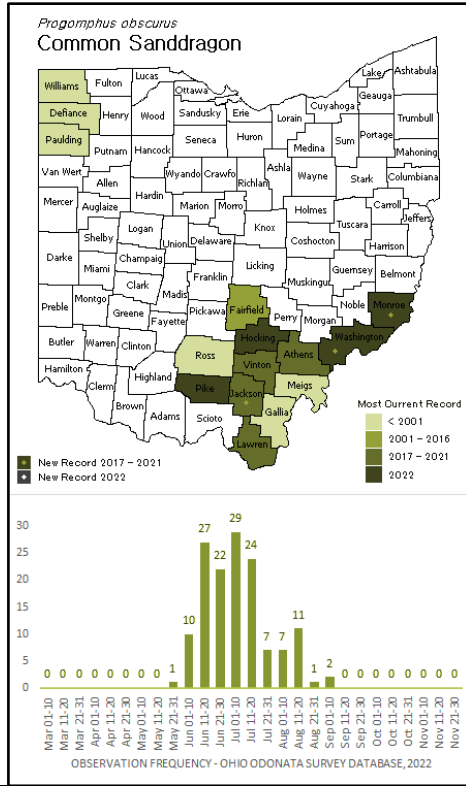 Progomphus obscurus
Common Sanddragon
Williams Fulton Lucas Ottawa Lake Ashtabula
Geauga
Defiance Henry Wood Sandusky Erie Lorain Cuyahoga Trumbull
Paulding Putnam Hancock Seneca Huron Medina Sum Portage Mahoning
Van Wert Allen Wyando Crawfo Richlan Ashla Wayne Stark Columbiana
Mercer Auglaize Hardin Marion Morro Holmes Tuscara Carroll Jeffers
Shelby Logan Union Delaware Knox Coshocton Harrison
Darke Miami Champaig Licking Guernsey Belmont
Clark Madis Franklin Muskingu
Preble Montgo Greene Fayette Pickawa Fairfield Perry Morgan Noble Monroe
Butler Warren Clinton Ross Hocking Athens Washington
Hamilton Clerm Highland Vinton Meigs
Brown Adams Pike Scioto Jackson Gallia
Lawren
Most Current Record
< 2001
2001 - 2016
2017 - 2021
2022
New Record 2017 - 2021
New Record 2022
30
25
20
15
10
5
0
0 0 0 0 0 0 0 0 1 10 27 22 29 24 7 7 11 1 2 0 0 0 0 0 0 0 0
Mar 01-10
Mar 11-20
Mar 21-31
Apr 01-10
Apr 11-20
Apr 21-30
May 01-10
May 11-20
May 21-31
Jun 01-10
Jun 11-20
Jun 21-30
Jul 01-10
Jul 11-20
Jul 21-31
Aug 01-10
Aug 11-20
Aug 21-31
Sep 01-10
Sep 11-20
Sep 21-30
Oct 01-10
Oct 11-20
Oct 21-31
Nov 01-10
Nov 11-20
Nov 21-30
OBSERVATION FREQUENCY - OHIO ODONATA SURVEY DATABASE, 2022